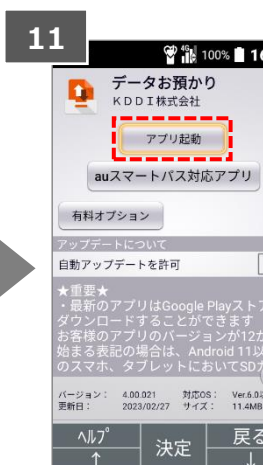 11
4G 100% 16
データお預かり
KDDI株式会社
アプリ起動
auスマートパス対応アプリ
有料オプション
アップデートについて
自動アップデートを許可
★重要★
・最新のアプリはGoogle Playスト
ダウンロードすることができます
お客様のアプリのバージョンが12か
始まる表記の場合は、Android 11以
のスマホ、タブレットにおいてSDカ
バージョン： 4.00.021 対応OS： Ver.6.0
更新日： 2023/02/27 サイズ： 11.4MB
ヘルプ 決定 戻る
↑ ↓